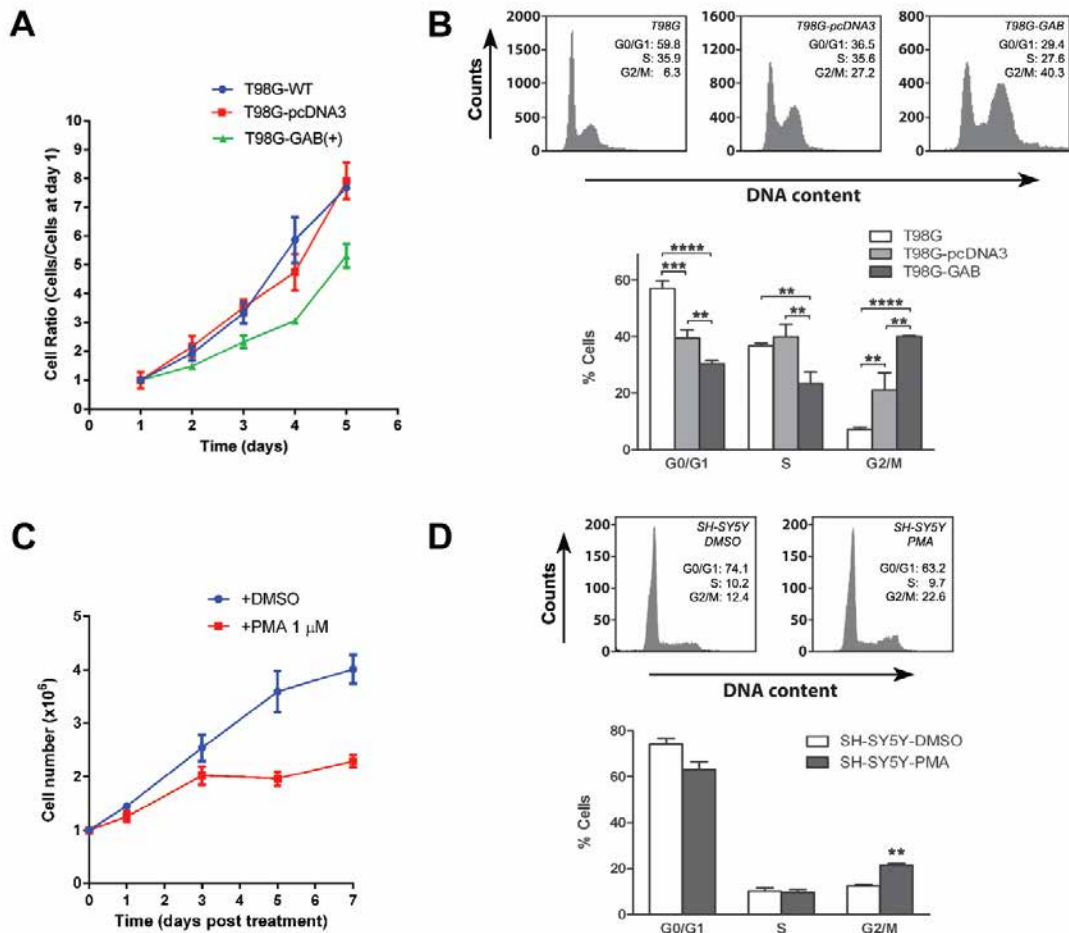 A
T98G-WT
T98G-pcDNA3
T98G-GAB(+)
Cell Ratio (Cells/Cells at day 1)
10
9
8
7
6
5
4
3
2
1
0 1 2 3 4 5 6
Time (days)
B
Counts
2000
1500
1000
500
0
T98G
G0/G1: 59.8
S: 35.9
G2/M: 6.3
1600
1200
800
400
0
T98G-pcDNA3
G0/G1: 36.5
S: 35.6
G2/M: 27.2
800
600
400
200
0
T98G-GAB
G0/G1: 29.4
S: 27.6
G2/M: 40.3
DNA content
T98G
T98G-pcDNA3
T98G-GAB
% Cells
60
40
20
0
****
***
**
**
**
****
**
**
G0/G1 S G2/M
C
+DMSO
+PMA 1 μM
Cell number (x10⁶)
5
4
3
2
1
0 1 2 3 4 5 6 7
Time (days post treatment)
D
Counts
200
150
100
50
0
SH-SY5Y
DMSO
G0/G1: 74.1
S: 10.2
G2/M: 12.4
200
150
100
50
0
SH-SY5Y
PMA
G0/G1: 63.2
S: 9.7
G2/M: 22.6
DNA content
SH-SY5Y-DMSO
SH-SY5Y-PMA
% Cells
80
60
40
20
0
**
G0/G1 S G2/M